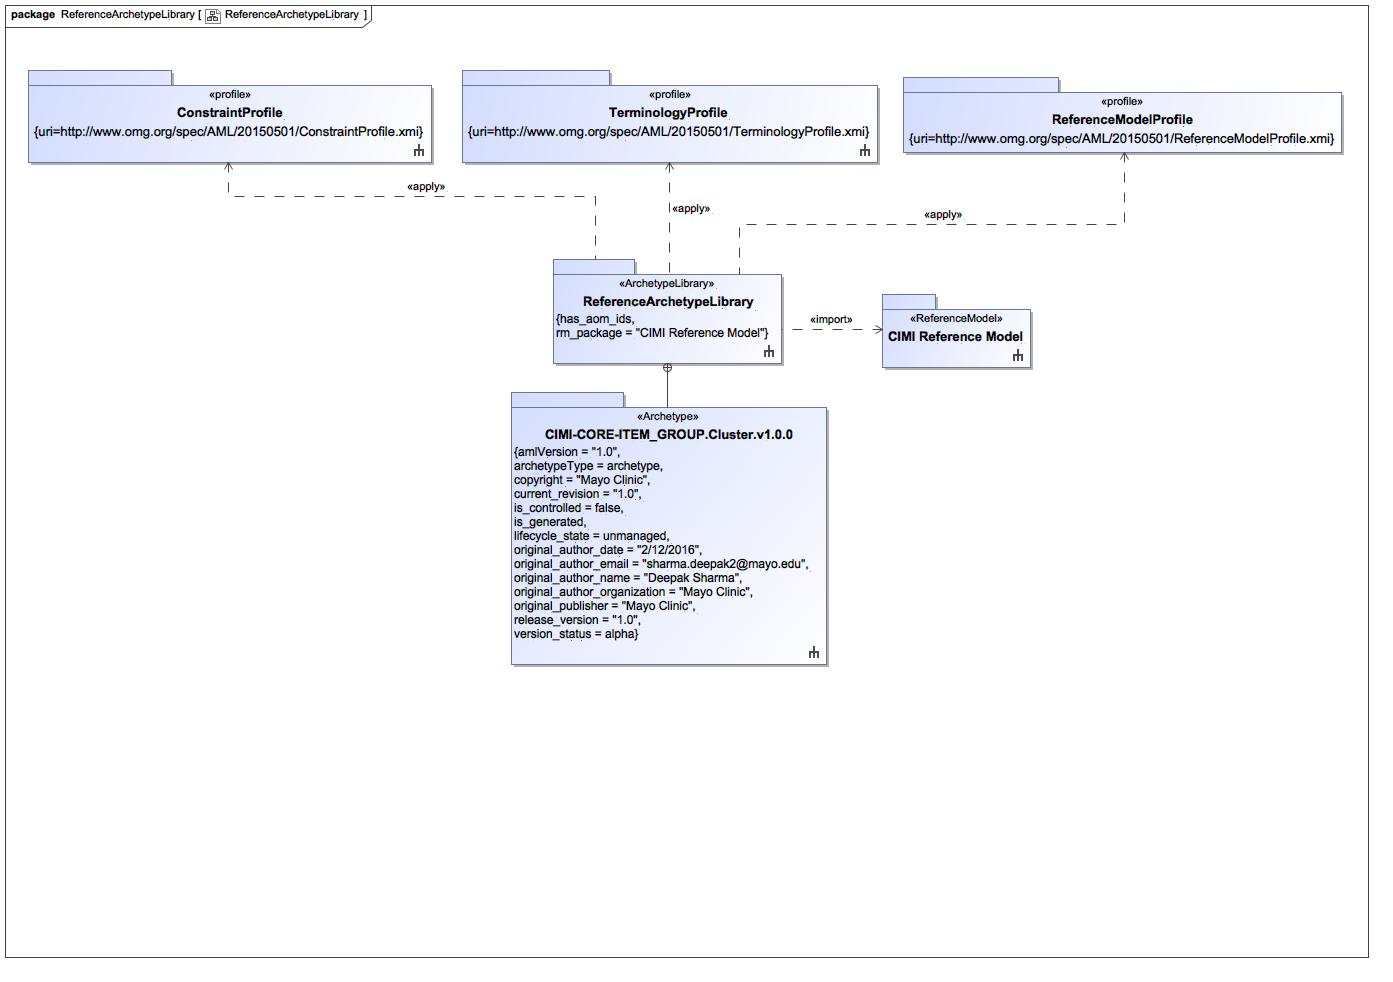 package ReferenceArchetypeLibrary [ ReferenceArchetypeLibrary ]
«profile»
ConstraintProfile
{uri=http://www.omg.org/spec/AML/20150501/ConstraintProfile.xmi}
«profile»
TerminologyProfile
{uri=http://www.omg.org/spec/AML/20150501/TerminologyProfile.xmi}
«profile»
ReferenceModelProfile
{uri=http://www.omg.org/spec/AML/20150501/ReferenceModelProfile.xmi}
«apply»
«apply»
«apply»
«ArchetypeLibrary»
ReferenceArchetypeLibrary
{has_aom_ids,
rm_package = "CIMI Reference Model"}
«import»
«ReferenceModel»
CIMI Reference Model
«Archetype»
CIMI-CORE-ITEM_GROUP.Cluster.v1.0.0
{amlVersion = "1.0",
archetypeType = archetype,
copyright = "Mayo Clinic",
current_revision = "1.0",
is_controlled = false,
is_generated,
lifecycle_state = unmanaged,
original_author_date = "2/12/2016",
original_author_email = "sharma.deepak2@mayo.edu",
original_author_name = "Deepak Sharma",
original_author_organization = "Mayo Clinic",
original_publisher = "Mayo Clinic",
release_version = "1.0",
version_status = alpha}